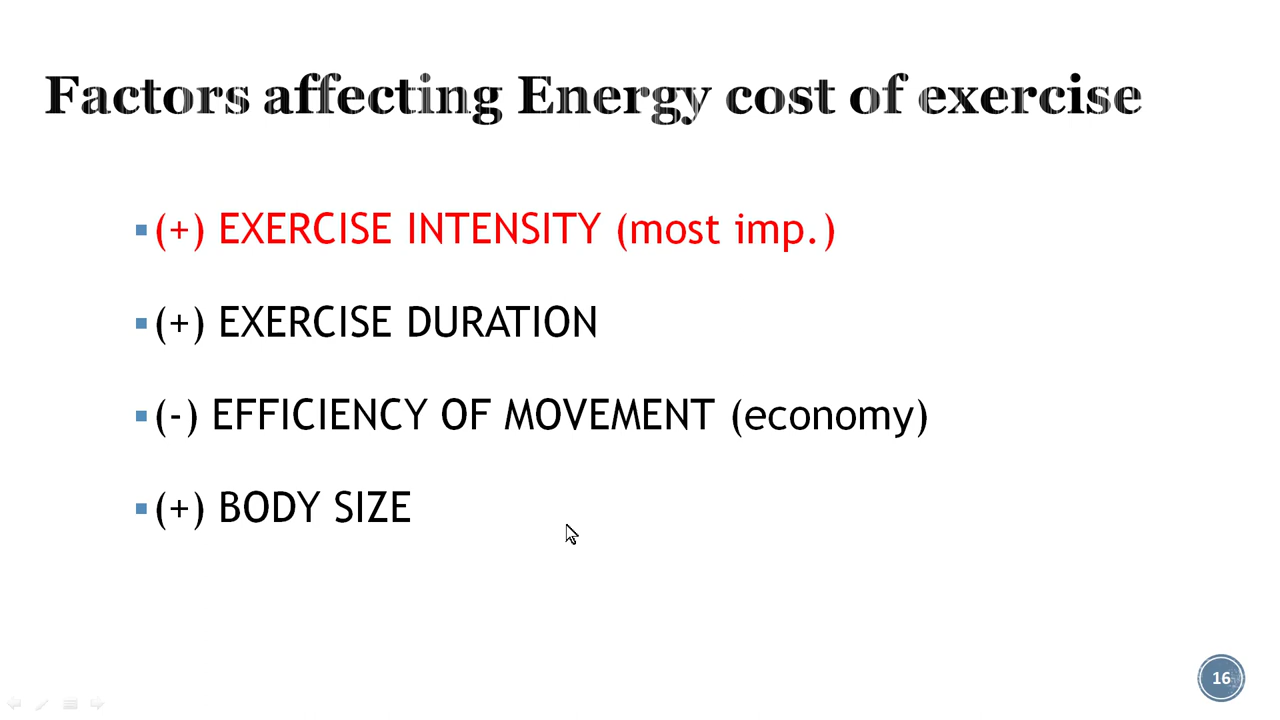 Factors affecting Energy cost of exercise
(+) EXERCISE INTENSITY (most imp.)
(+) EXERCISE DURATION
(-) EFFICIENCY OF MOVEMENT (economy)
(+) BODY SIZE
16